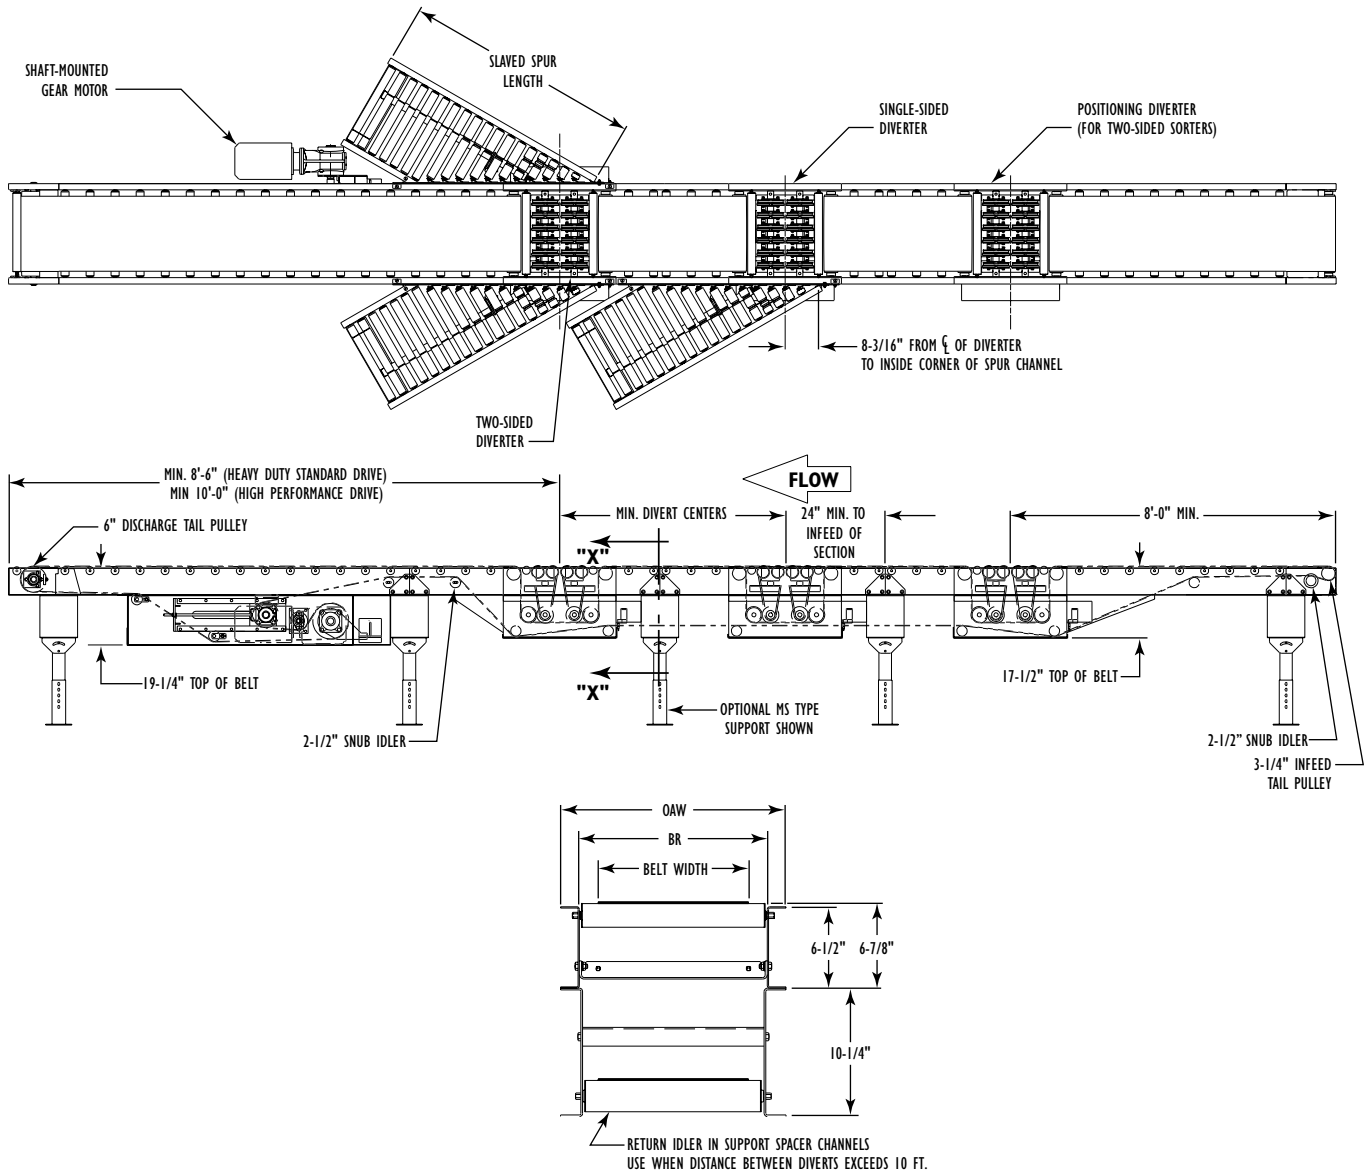 SLAVED SPUR
LENGTH
SHAFT-MOUNTED
GEAR MOTOR
SINGLE-SIDED
DIVERTER
POSITIONING DIVERTER
(FOR TWO-SIDED SORTERS)
8-3/16" FROM ℄ OF DIVERTER
TO INSIDE CORNER OF SPUR CHANNEL
TWO-SIDED
DIVERTER
MIN. 8'-6" (HEAVY DUTY STANDARD DRIVE)
MIN 10'-0" (HIGH PERFORMANCE DRIVE)
FLOW
6" DISCHARGE TAIL PULLEY
MIN. DIVERT CENTERS
24" MIN. TO
INFEED OF
SECTION
8'-0" MIN.
"X"
19-1/4" TOP OF BELT
17-1/2" TOP OF BELT
"X"
OPTIONAL MS TYPE
SUPPORT SHOWN
2-1/2" SNUB IDLER
2-1/2" SNUB IDLER
3-1/4" INFEED
TAIL PULLEY
OAW
BR
BELT WIDTH
6-1/2"
6-7/8"
10-1/4"
RETURN IDLER IN SUPPORT SPACER CHANNELS
USE WHEN DISTANCE BETWEEN DIVERTS EXCEEDS 10 FT.